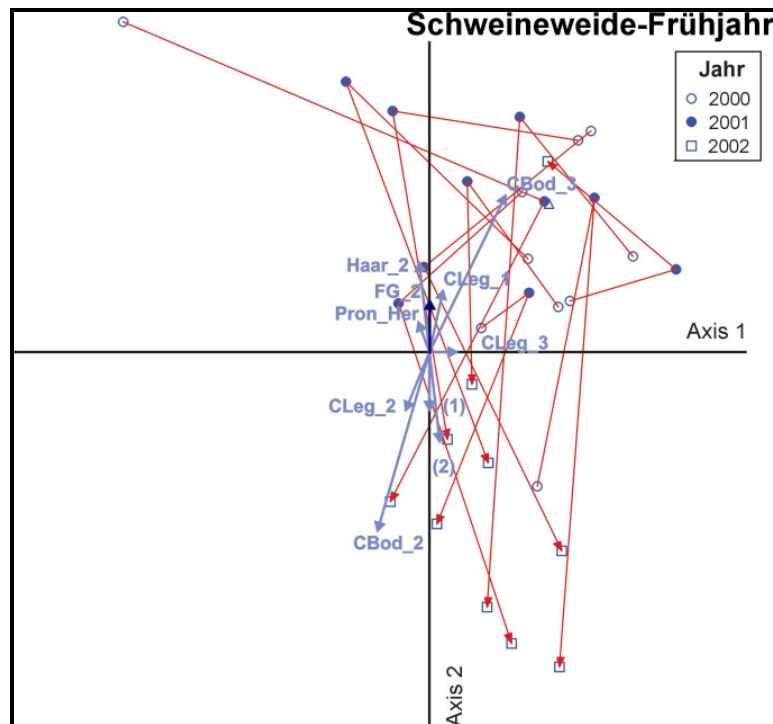 Schweineweide-Frühjahr
Jahr
2000
2001
2002
CBod_3
Haar_2
CLeg_1
FG_2
Pron_Her
Axis 1
CLeg_3
CLeg_2
(1)
(2)
CBod_2
Axis 2